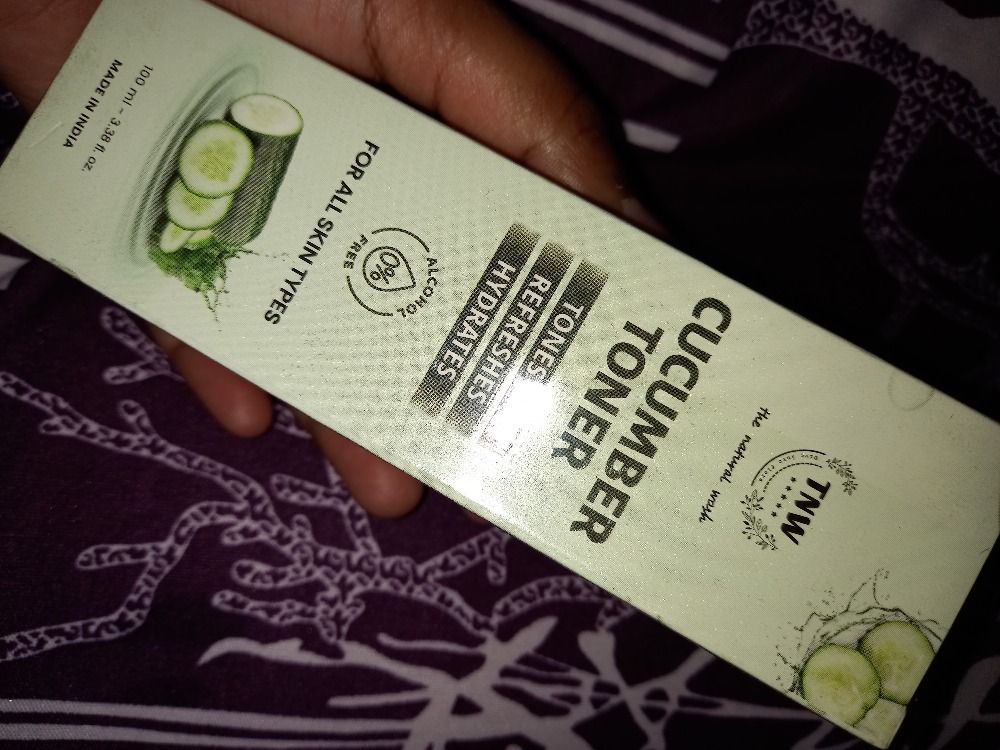 TNW
the natural wash
CUCUMBER
TONER
TONES
REFRESHES
HYDRATES
ALCOHOL
0%
FREE
FOR ALL SKIN TYPES
100 ml ~ 3.38 fl. oz.
MADE IN INDIA